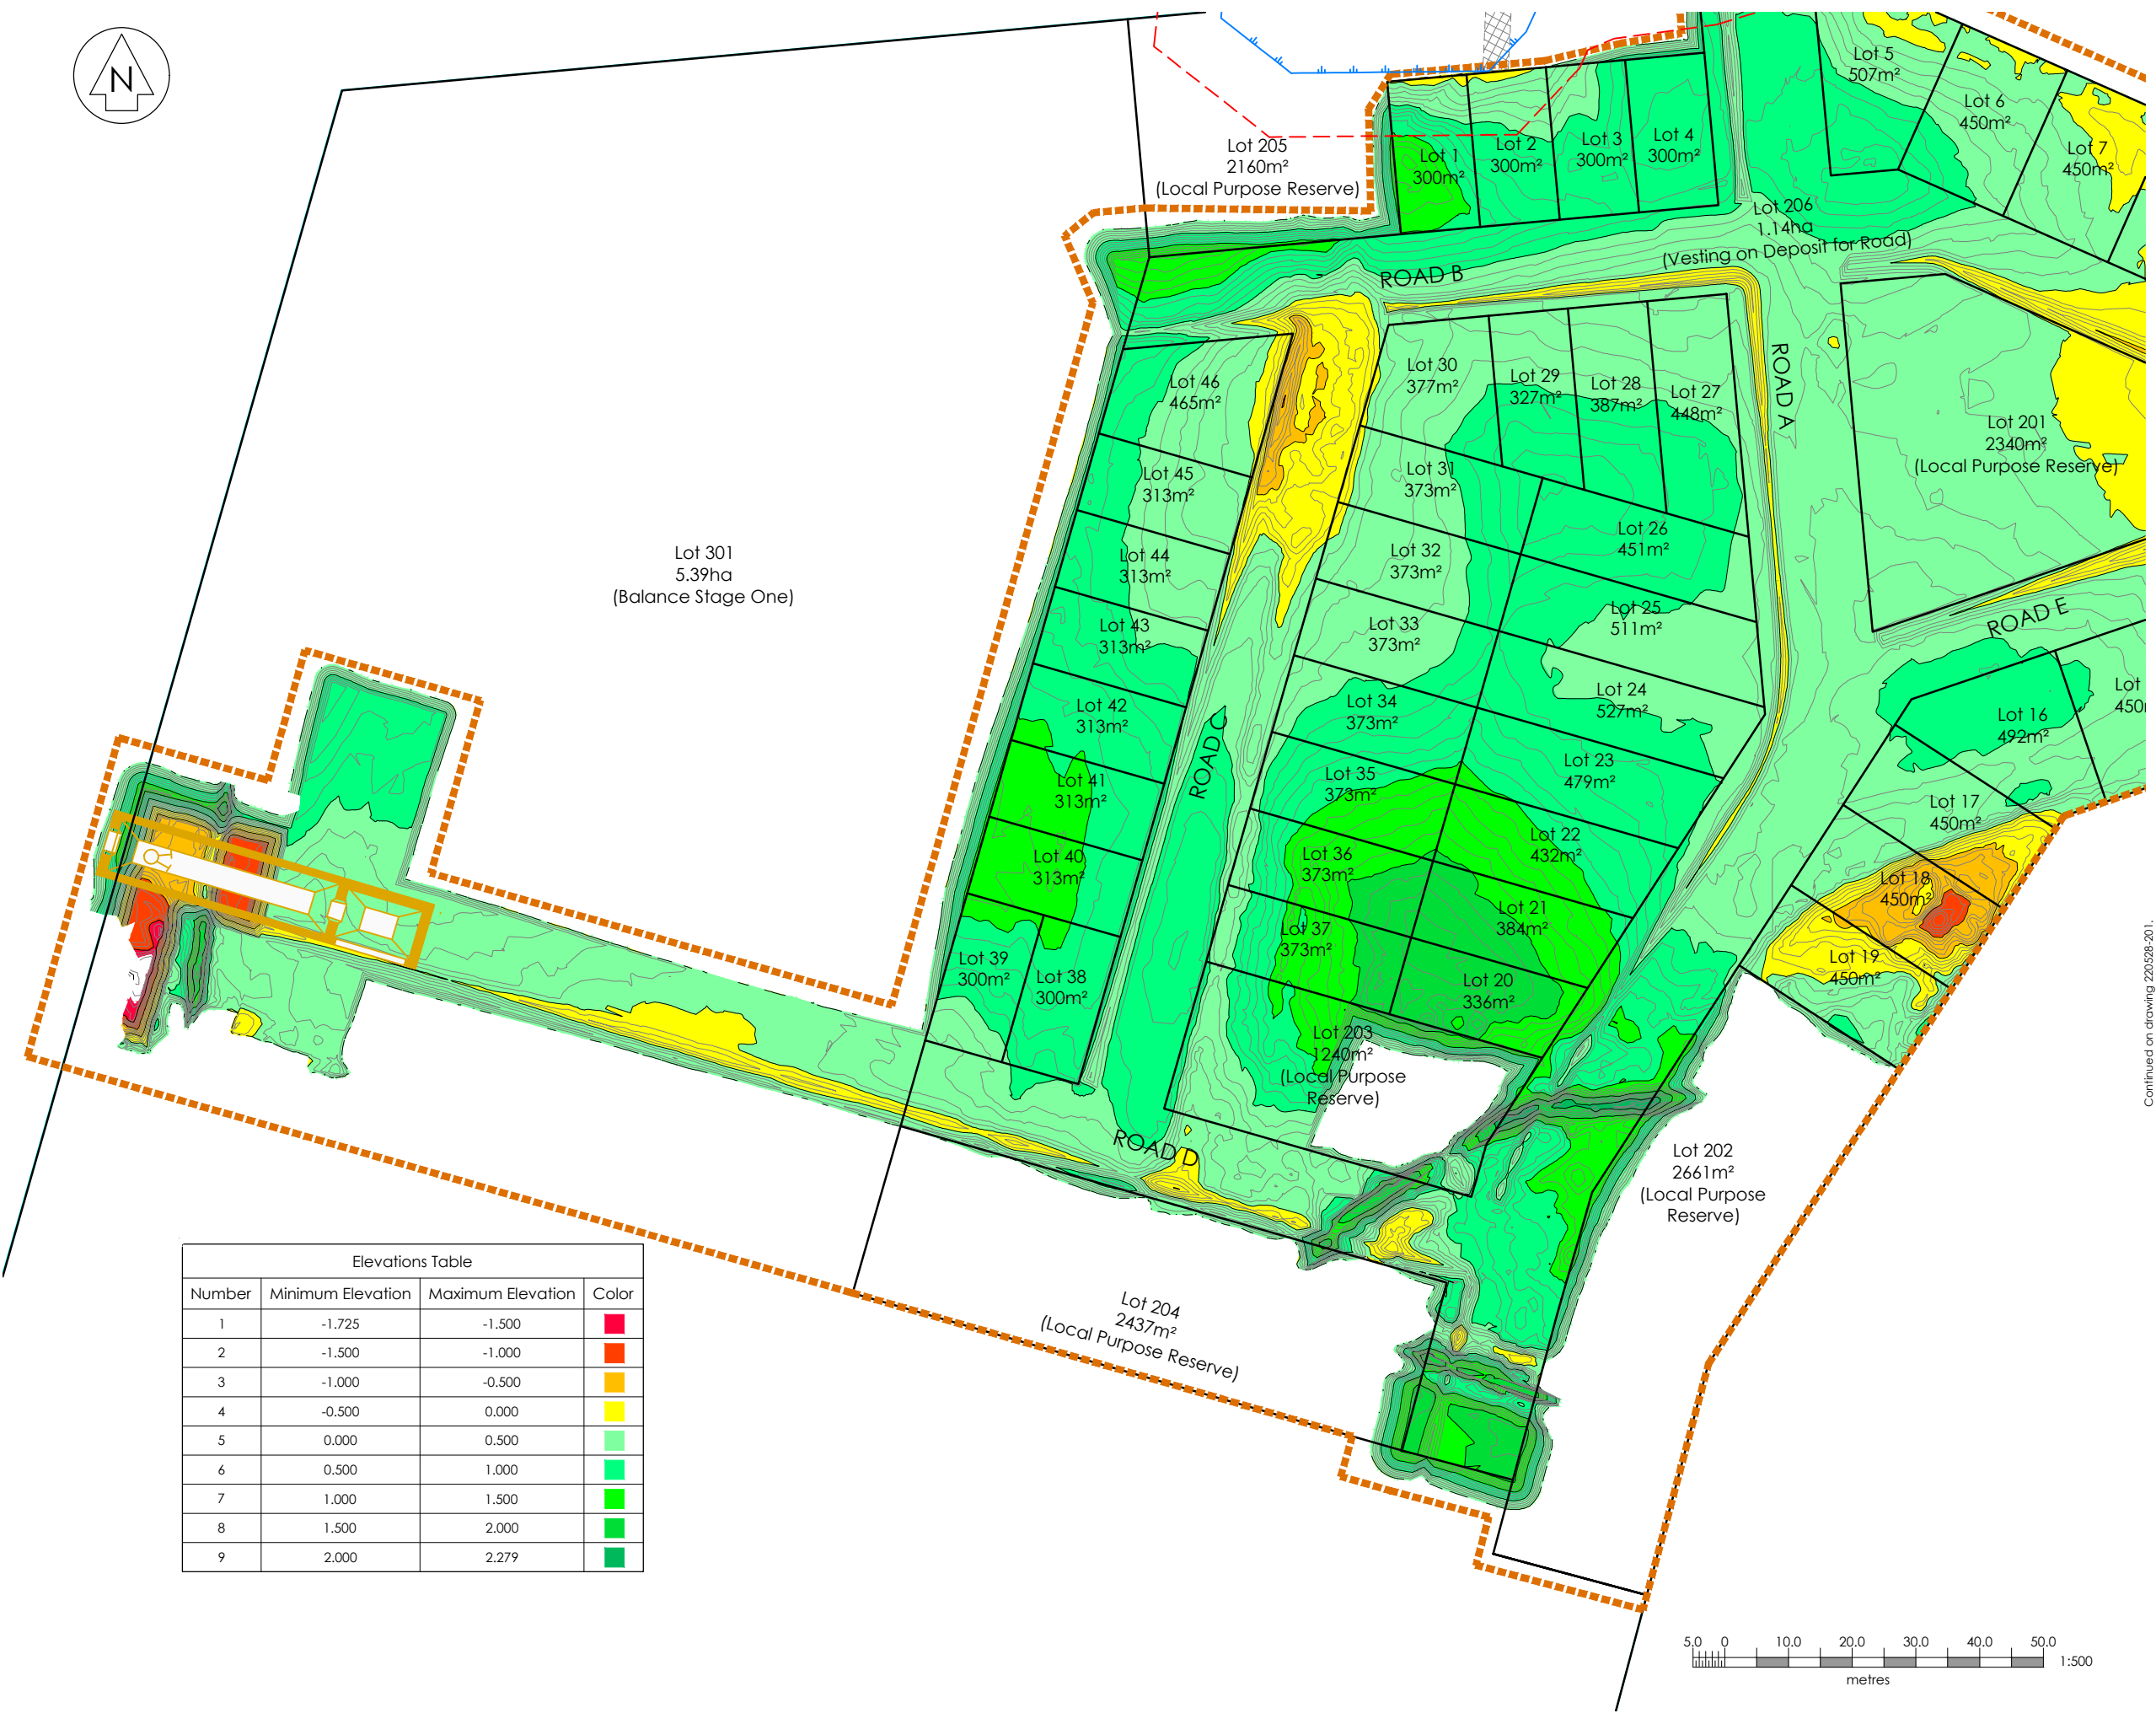 N
Lot 205
2160m²
(Local Purpose Reserve)
Lot 1
300m²
Lot 2
300m²
Lot 3
300m²
Lot 4
300m²
Lot 5
507m²
Lot 6
450m²
Lot 7
450m²
Lot 206
1.14ha
(Vesting on Deposit for Road)
ROAD B
ROAD A
Lot 46
465m²
Lot 30
377m²
Lot 29
327m²
Lot 28
387m²
Lot 27
448m²
Lot 201
2340m²
(Local Purpose Reserve)
Lot 45
313m²
Lot 31
373m²
Lot 26
451m²
Lot 301
5.39ha
(Balance Stage One)
Lot 44
313m²
Lot 32
373m²
Lot 25
511m²
ROAD E
Lot 43
313m²
Lot 33
373m²
Lot 24
527m²
Lot 42
313m²
Lot 34
373m²
Lot 16
492m²
Lot
450
ROAD C
Lot 41
313m²
Lot 35
373m²
Lot 23
479m²
Lot 17
450m²
Lot 40
313m²
Lot 36
373m²
Lot 22
432m²
Lot 18
450m²
Lot 37
373m²
Lot 21
384m²
Lot 39
300m²
Lot 38
300m²
Lot 20
336m²
Lot 19
450m²
Lot 203
1240m²
(Local Purpose
Reserve)
ROAD D
Lot 202
2661m²
(Local Purpose
Reserve)
Lot 204
2437m²
(Local Purpose Reserve)
Continued on drawing 220528-201.
Elevations Table
Number Minimum Elevation Maximum Elevation Color
1 -1.725 -1.500
2 -1.500 -1.000
3 -1.000 -0.500
4 -0.500 0.000
5 0.000 0.500
6 0.500 1.000
7 1.000 1.500
8 1.500 2.000
9 2.000 2.279
5.0 0 10.0 20.0 30.0 40.0 50.0
1:500
metres